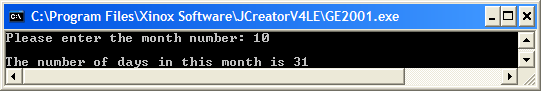 C:\Program Files\Xinox Software\JCreatorV4LE\GE2001.exe
Please enter the month number: 10
The number of days in this month is 31